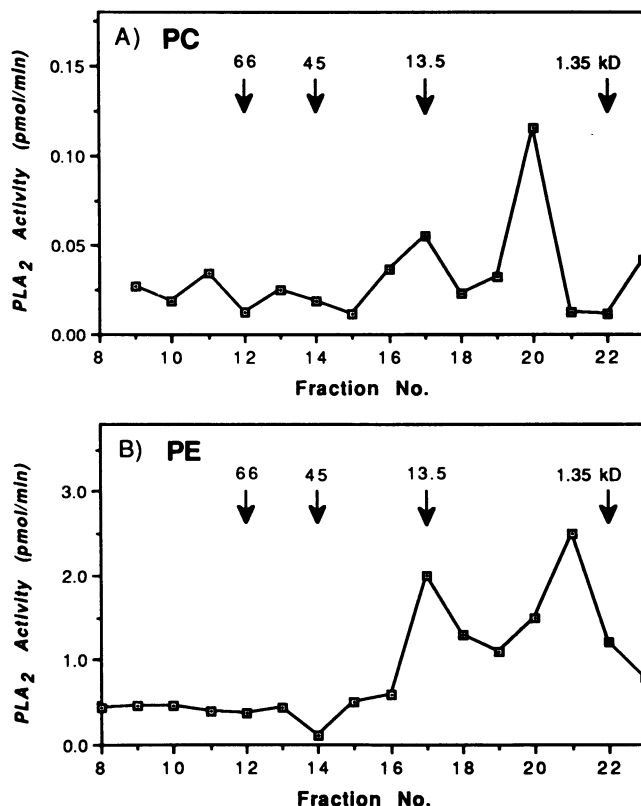 A) PC
66 45 13.5 1.35 kD
0.15
0.10
0.05
0.00
PLA2 Activity (pmol/min)
8 10 12 14 16 18 20 22
Fraction No.
B) PE
66 45 13.5 1.35 kD
3.0
2.0
1.0
0.0
PLA2 Activity (pmol/min)
8 10 12 14 16 18 20 22
Fraction No.